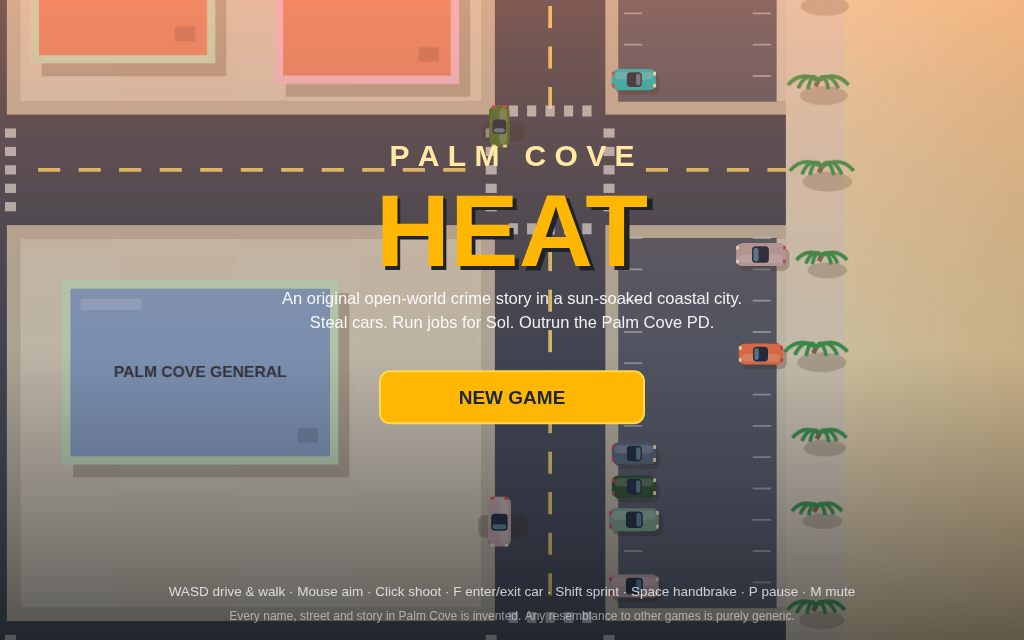 PALM COVE
HEAT
An original open-world crime story in a sun-soaked coastal city.
Steal cars. Run jobs for Sol. Outrun the Palm Cove PD.
PALM COVE GENERAL
NEW GAME
WASD drive & walk · Mouse aim · Click shoot · F enter/exit car · Shift sprint · Space handbrake · P pause · M mute
Every name, street and story in Palm Cove is invented. Any resemblance to other games is purely generic.